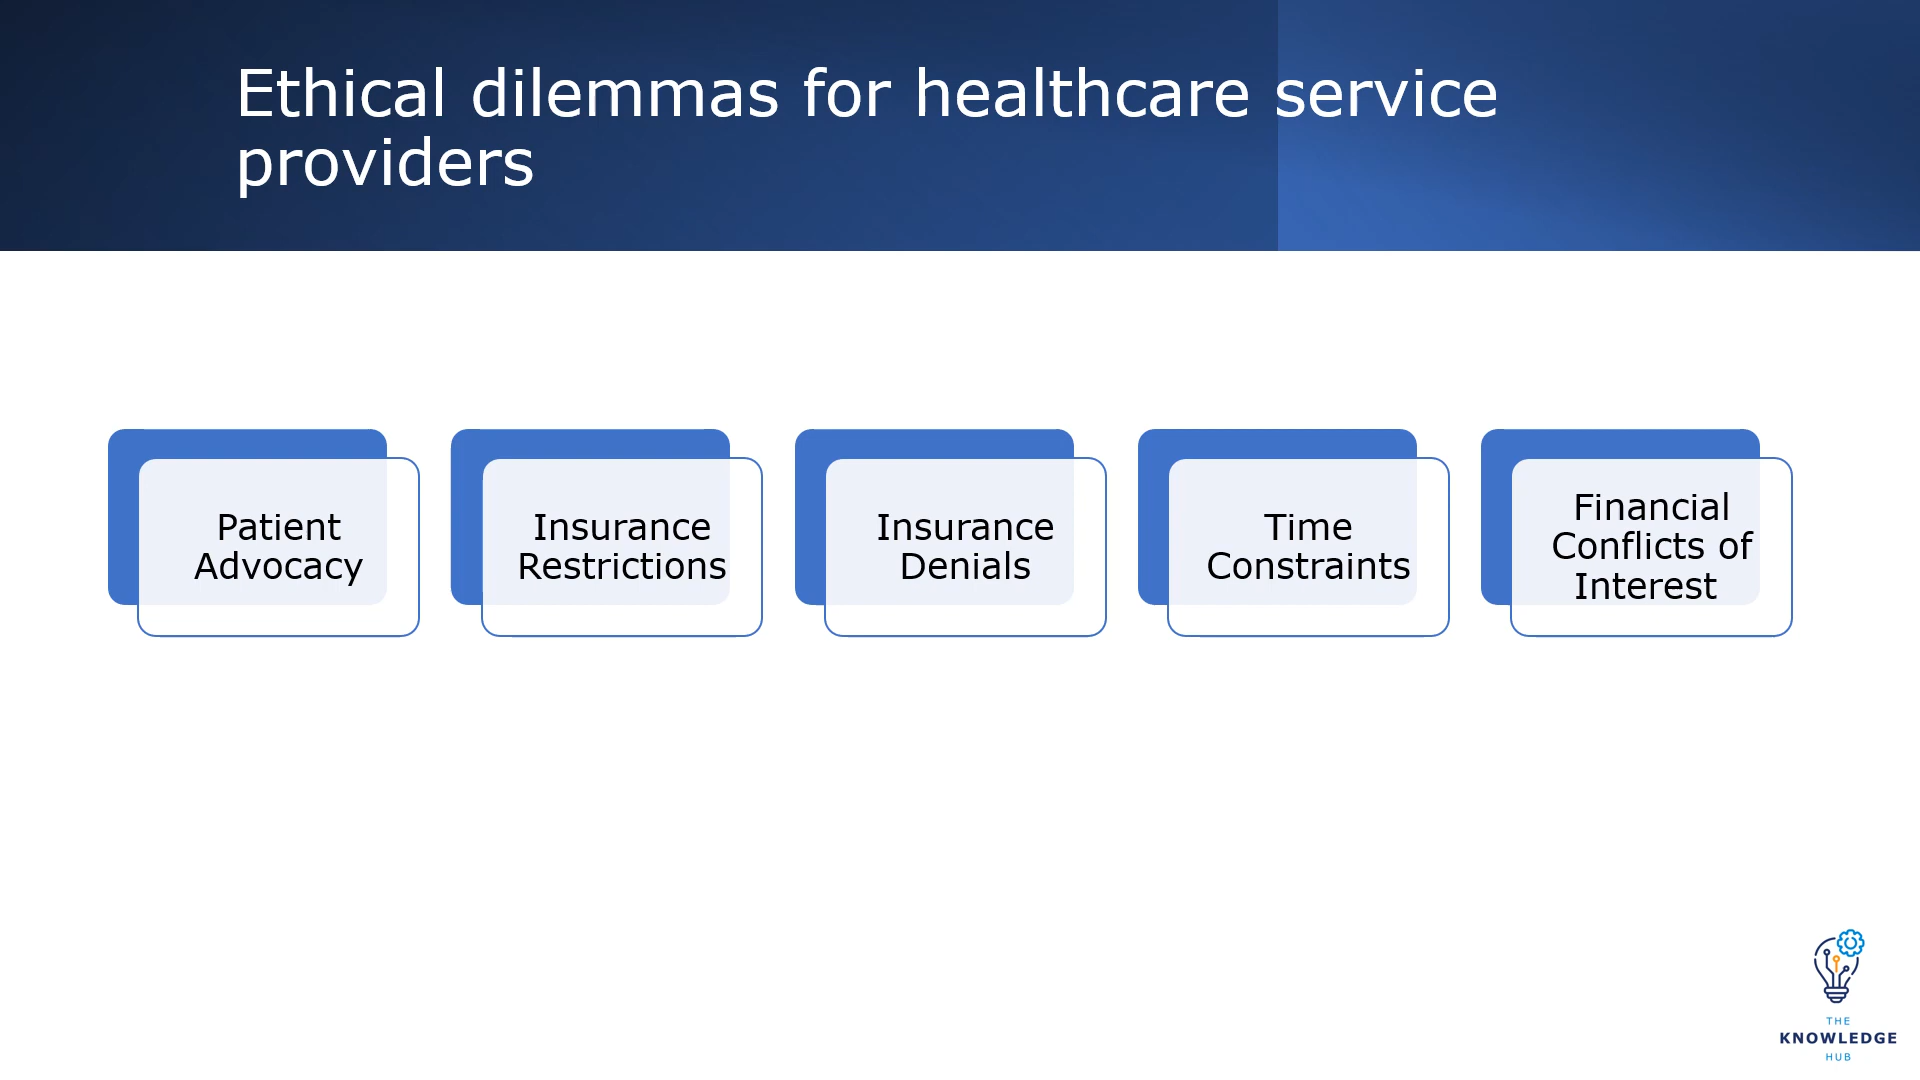 Ethical dilemmas for healthcare service
providers
Patient
Advocacy
Insurance
Restrictions
Insurance
Denials
Time
Constraints
Financial
Conflicts of
Interest
THE
KNOWLEDGE
HUB